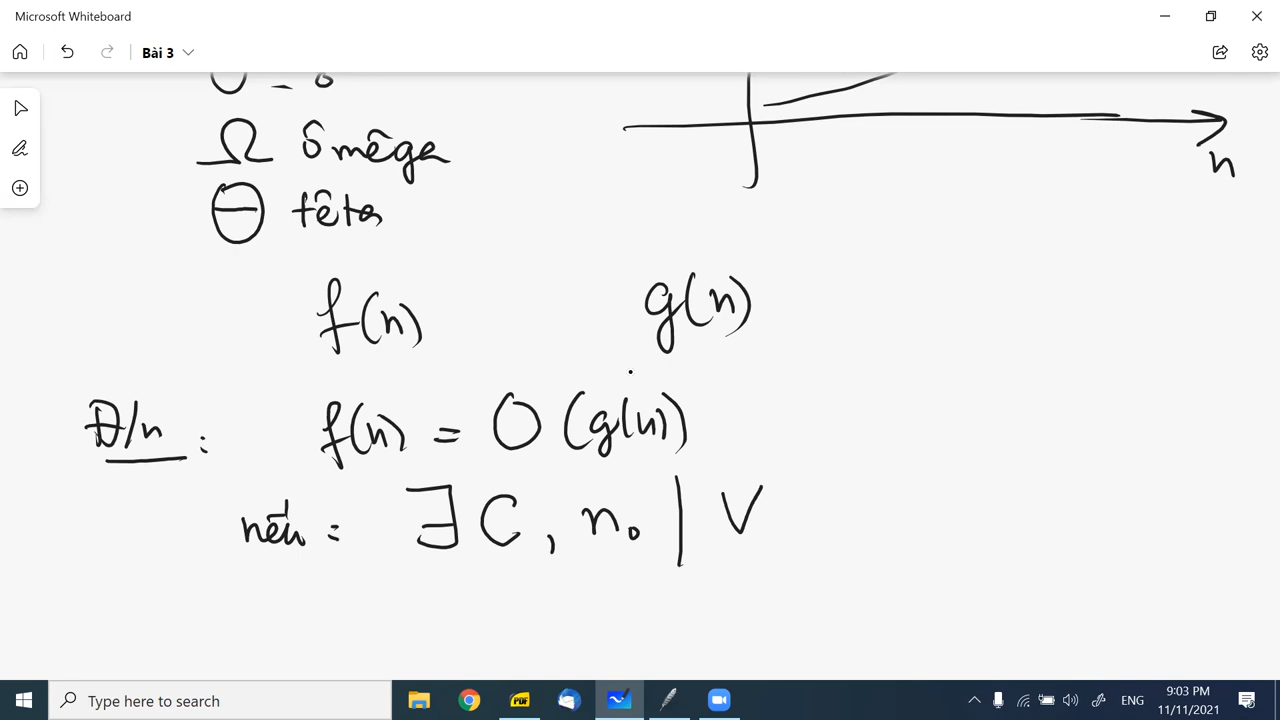 Microsoft Whiteboard
Bài 3
O - ô
Ω ômêga
n
Θ têta
f(n) g(n)
Đ/n: f(n) = O(g(n))
nếu: ∃ C, n₀ | V
Type here to search
PDF
ENG
9:03 PM
11/11/2021